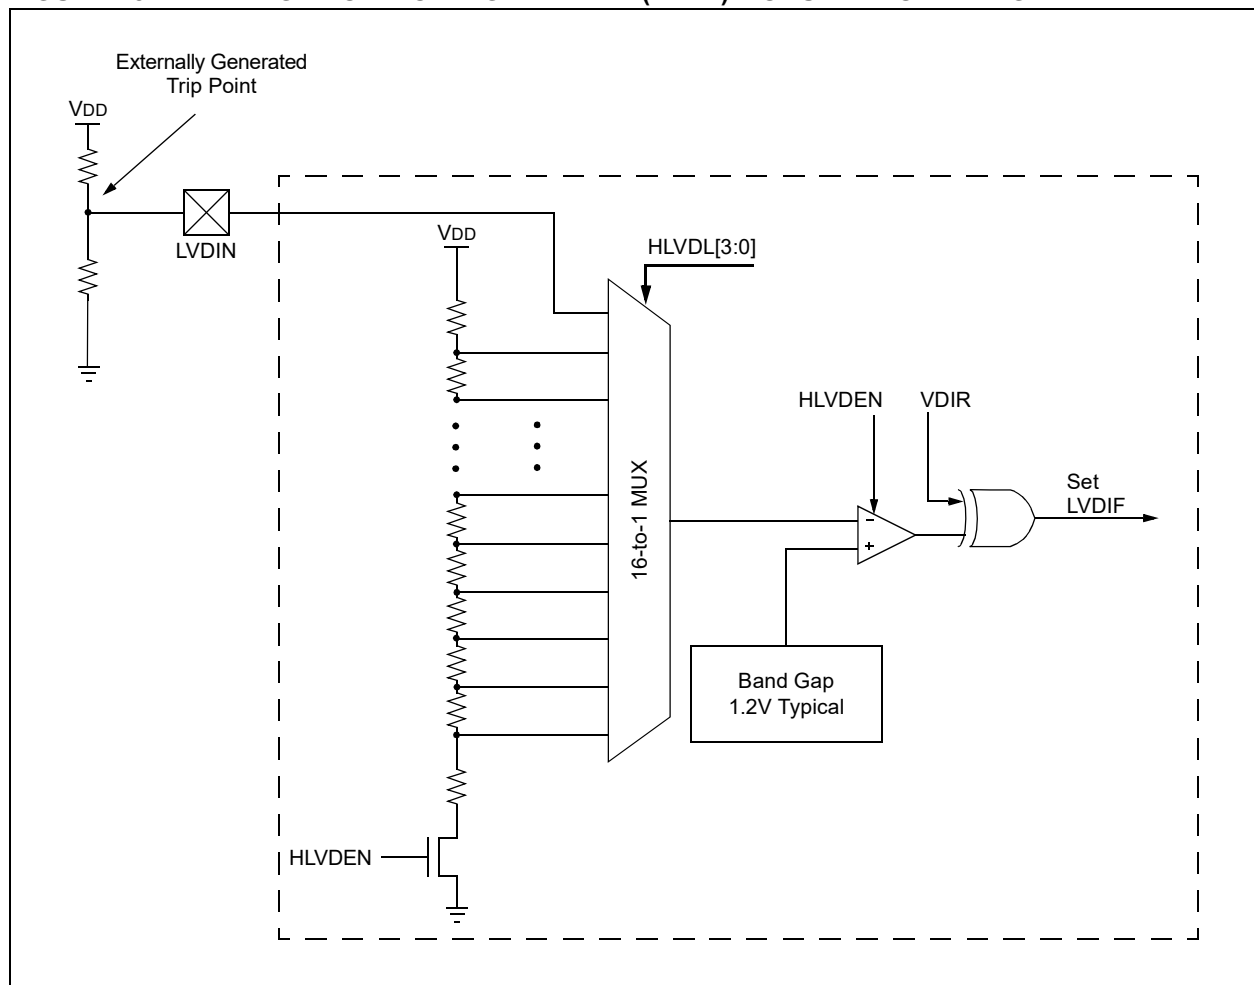 Externally Generated
Trip Point
VDD
LVDIN
VDD
HLVDL[3:0]
16-to-1 MUX
HLVDEN
VDIR
-
+
Set
LVDIF
Band Gap
1.2V Typical
HLVDEN